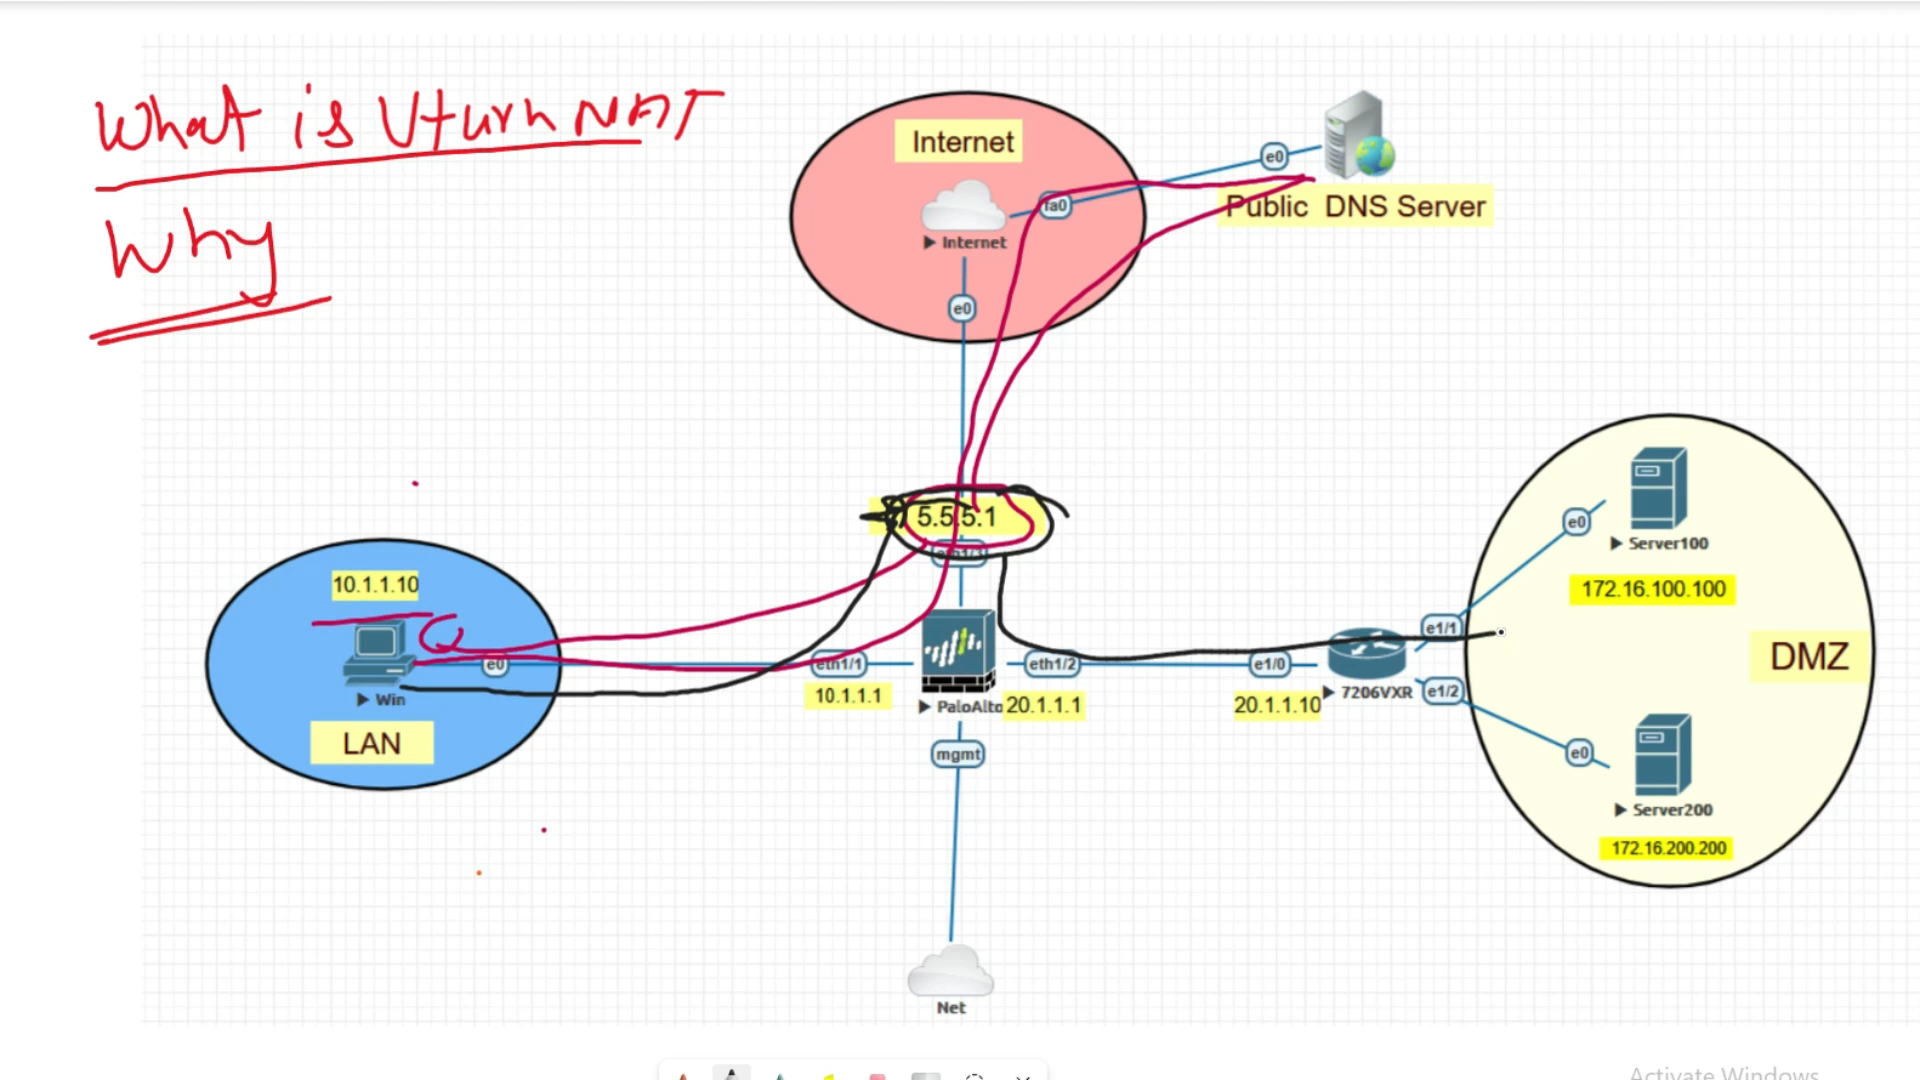 What is Uturn NAT
Why
Internet
e0
Public DNS Server
fa0
Internet
e0
5.5.5.1
10.1.1.10
e0
Win
LAN
eth1/1
10.1.1.1
PaloAlto
eth1/2
20.1.1.1
mgmt
Net
e1/0
20.1.1.10
7206VXR
e1/1
e1/2
e0
Server100
172.16.100.100
DMZ
e0
Server200
172.16.200.200
Activate Windows